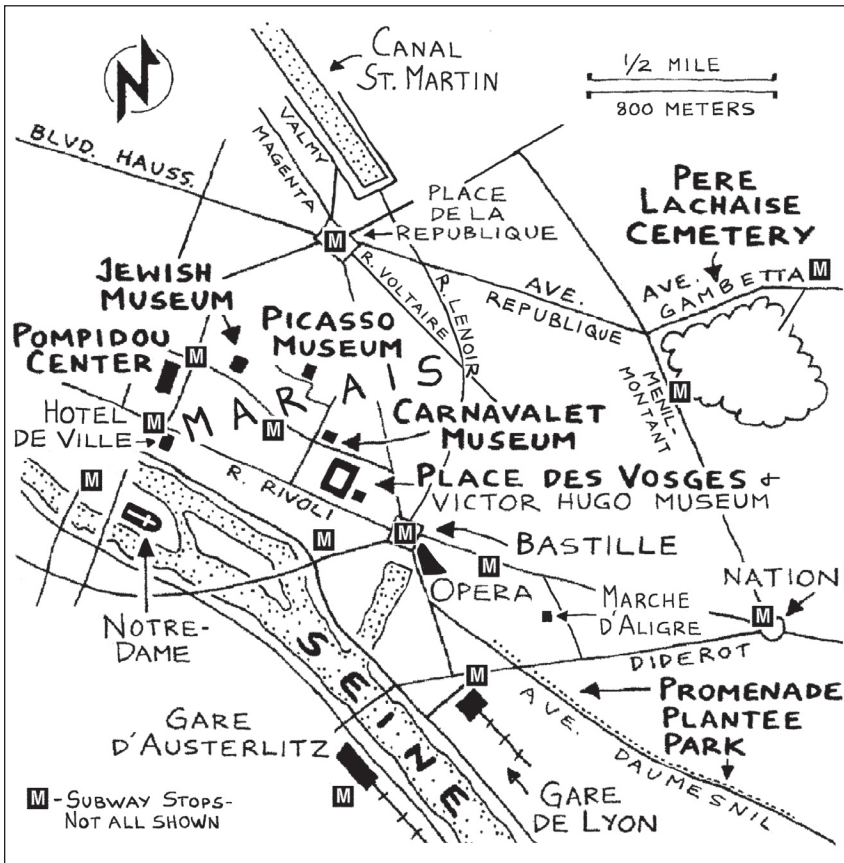 N
CANAL
ST. MARTIN
1/2 MILE
800 METERS
BLVD. HAUSS.
MAGENTA
VALMY
PLACE
DE LA
REPUBLIQUE
PERE
LACHAISE
CEMETERY
AVE.
GAMBETTA
M
M
AVE.
REPUBLIQUE
R. VOLTAIRE
R. LENOIR
JEWISH
MUSEUM
PICASSO
MUSEUM
POMPIDOU
CENTER
M
MENIL-
MONTANT
M
MARAIS
HOTEL
DE VILLE
M
M
CARNAVALET
MUSEUM
M
R. RIVOLI
PLACE DES VOSGES &
VICTOR HUGO MUSEUM
M
M
BASTILLE
M
OPERA
MARCHE
D'ALIGRE
NATION
M
NOTRE-
DAME
SEINE
DIDEROT
M
AVE.
DAUMESNIL
PROMENADE
PLANTEE
PARK
GARE
D'AUSTERLITZ
M
GARE
DE LYON
M - SUBWAY STOPS-
NOT ALL SHOWN